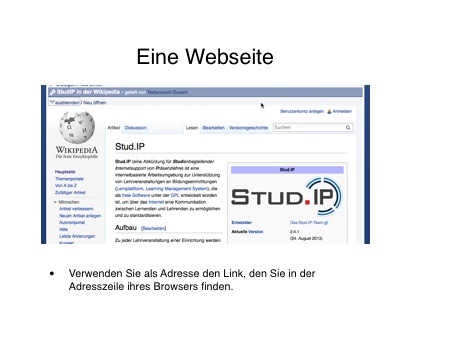 Eine Webseite
StudIP in der Wikipedia - geteilt von Testaccount Dozent
ausblenden / Neu öffnen
Benutzerkonto anlegen Anmelden
Artikel Diskussion Lesen Bearbeiten Versionsgeschichte Suchen
WIKIPEDIA
Die freie Enzyklopädie
Hauptseite
Themenportale
Von A bis Z
Zufälliger Artikel
Mitmachen
Artikel verbessern
Neuen Artikel anlegen
Autorenportal
Hilfe
Letzte Änderungen
Kontakt
Stud.IP
Stud.IP (eine Abkürzung für Studienbegleitender
Internetsupport von Präsenzlehre) ist eine
internetbasierte Arbeitsumgebung zur Unterstützung
von Lehrveranstaltungen an Bildungseinrichtungen
(Lernplattform, Learning Management System), die
als freie Software unter der GPL entwickelt worden
ist, um über das Internet eine Kommunikation
zwischen Lernenden und Lehrenden zu ermöglichen
und zu standardisieren.
Aufbau [Bearbeiten]
Zu jeder Lehrveranstaltung einer Einrichtung werden
Stud.IP
STUD.IP
Entwickler Das Stud.IP-Team
Aktuelle Version 2.4.1
(24. August 2013)
• Verwenden Sie als Adresse den Link, den Sie in der
Adresszeile ihres Browsers finden.